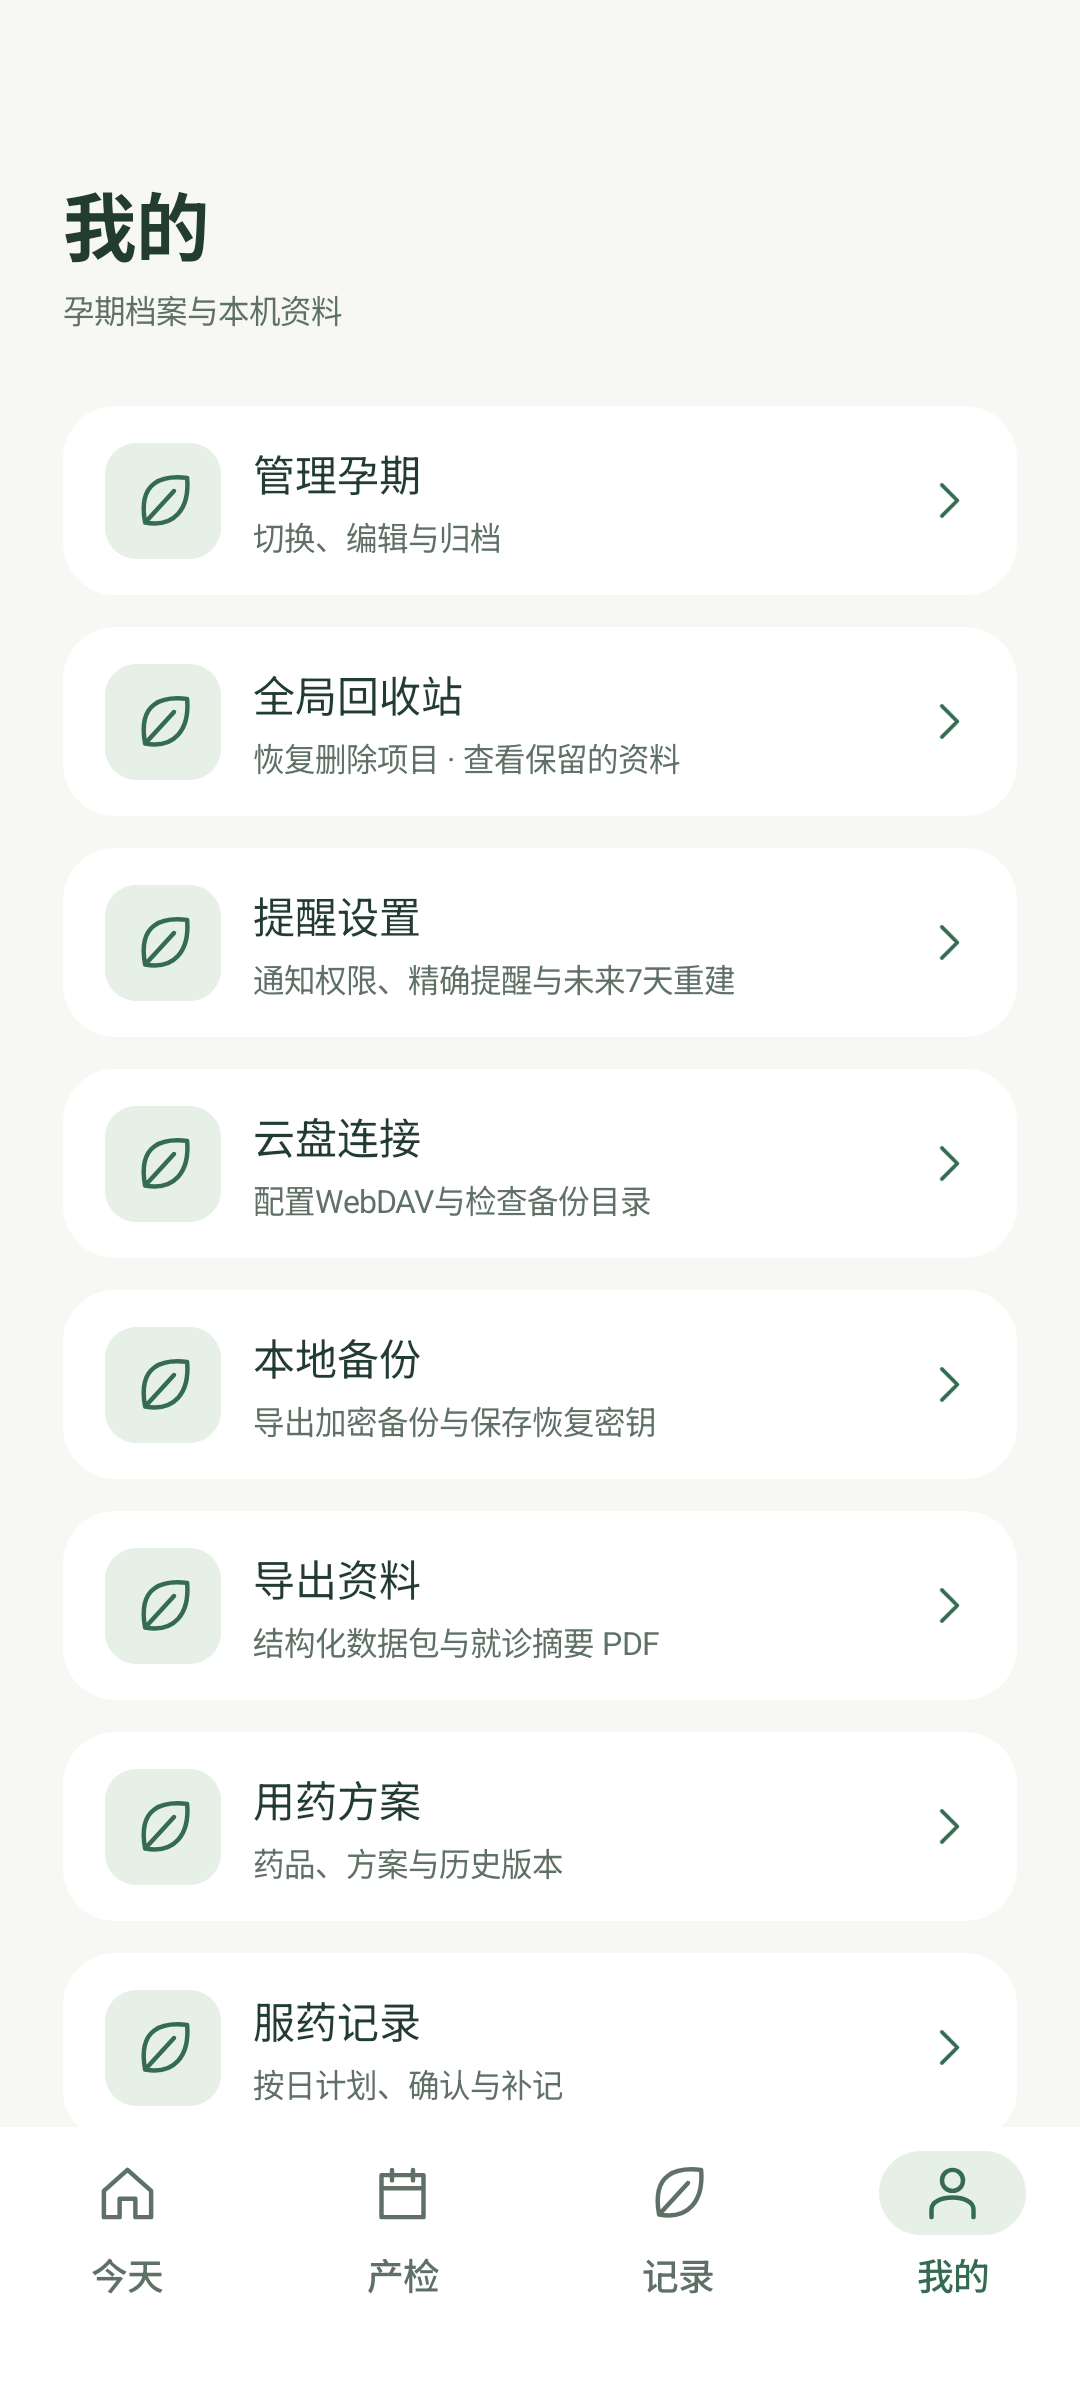 我的
孕期档案与本机资料
管理孕期
切换、编辑与归档
全局回收站
恢复删除项目 · 查看保留的资料
提醒设置
通知权限、精确提醒与未来7天重建
云盘连接
配置WebDAV与检查备份目录
本地备份
导出加密备份与保存恢复密钥
导出资料
结构化数据包与就诊摘要 PDF
用药方案
药品、方案与历史版本
服药记录
按日计划、确认与补记
今天
产检
记录
我的